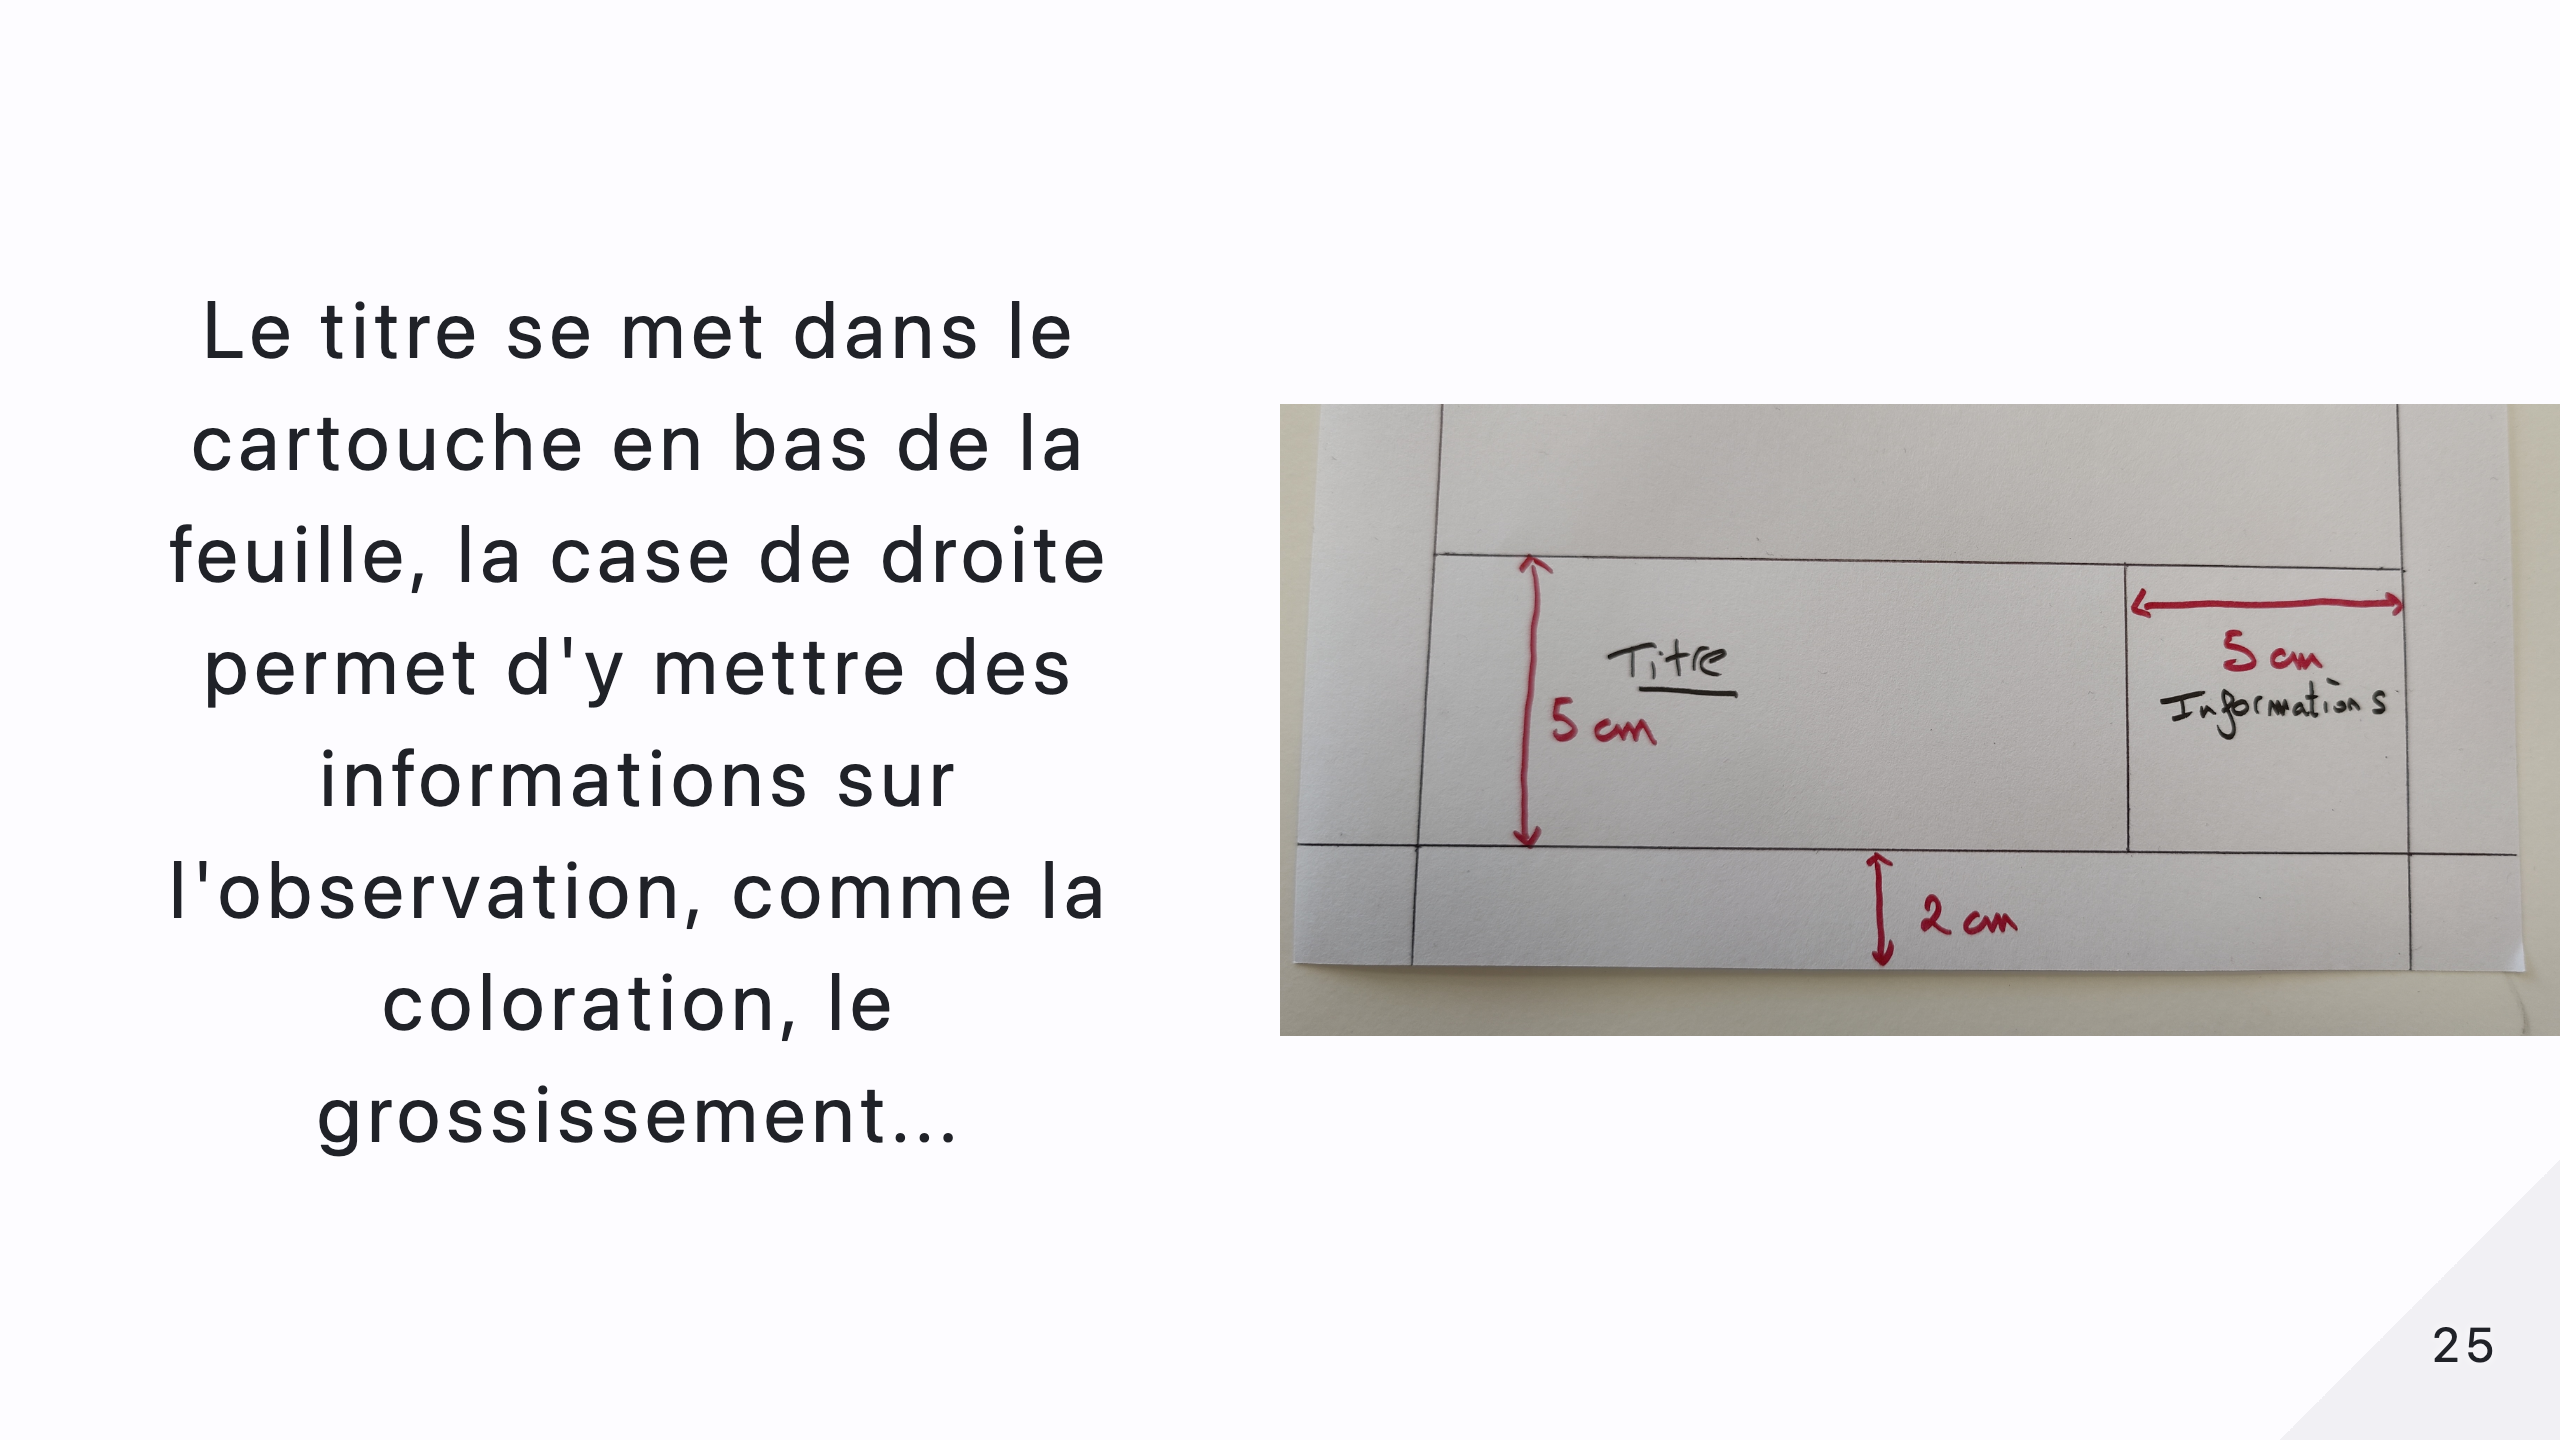 Le titre se met dans le
cartouche en bas de la
feuille, la case de droite
permet d'y mettre des
informations sur
l'observation, comme la
coloration, le
grossissement...
Titre
5 cm
5 cm
Informations
2 cm
25